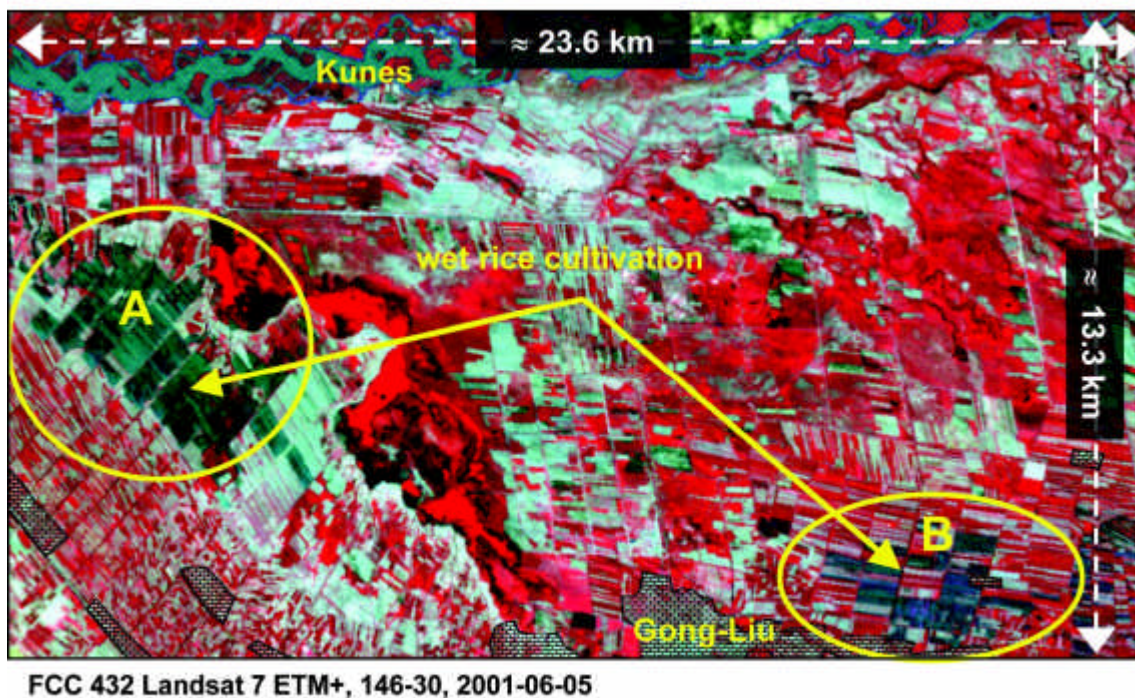 ≈ 23.6 km
Kunes
wet rice cultivation
A
≈ 13.3 km
B
Gong-Liu
FCC 432 Landsat 7 ETM+, 146-30, 2001-06-05